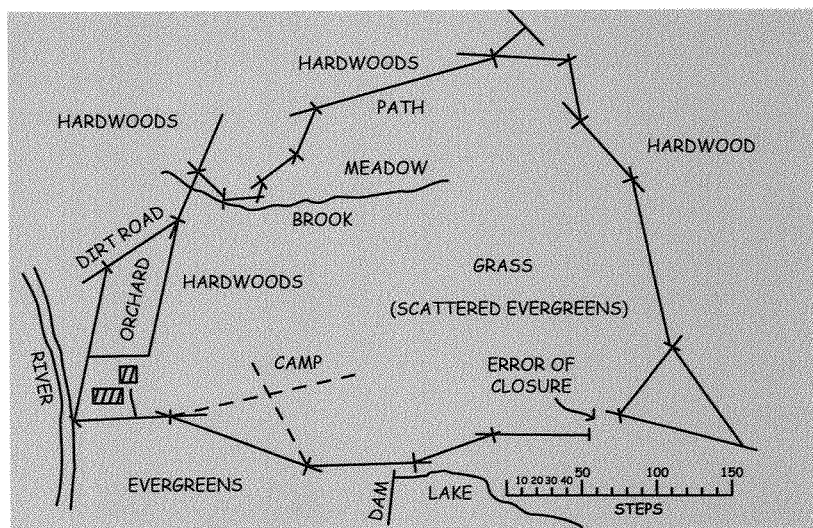 HARDWOODS
HARDWOODS
PATH
HARDWOOD
MEADOW
BROOK
DIRT ROAD
HARDWOODS
GRASS
ORCHARD
(SCATTERED EVERGREENS)
RIVER
CAMP
ERROR OF
CLOSURE
EVERGREENS
DAM
LAKE
10 20 30 40 50 100 150
STEPS